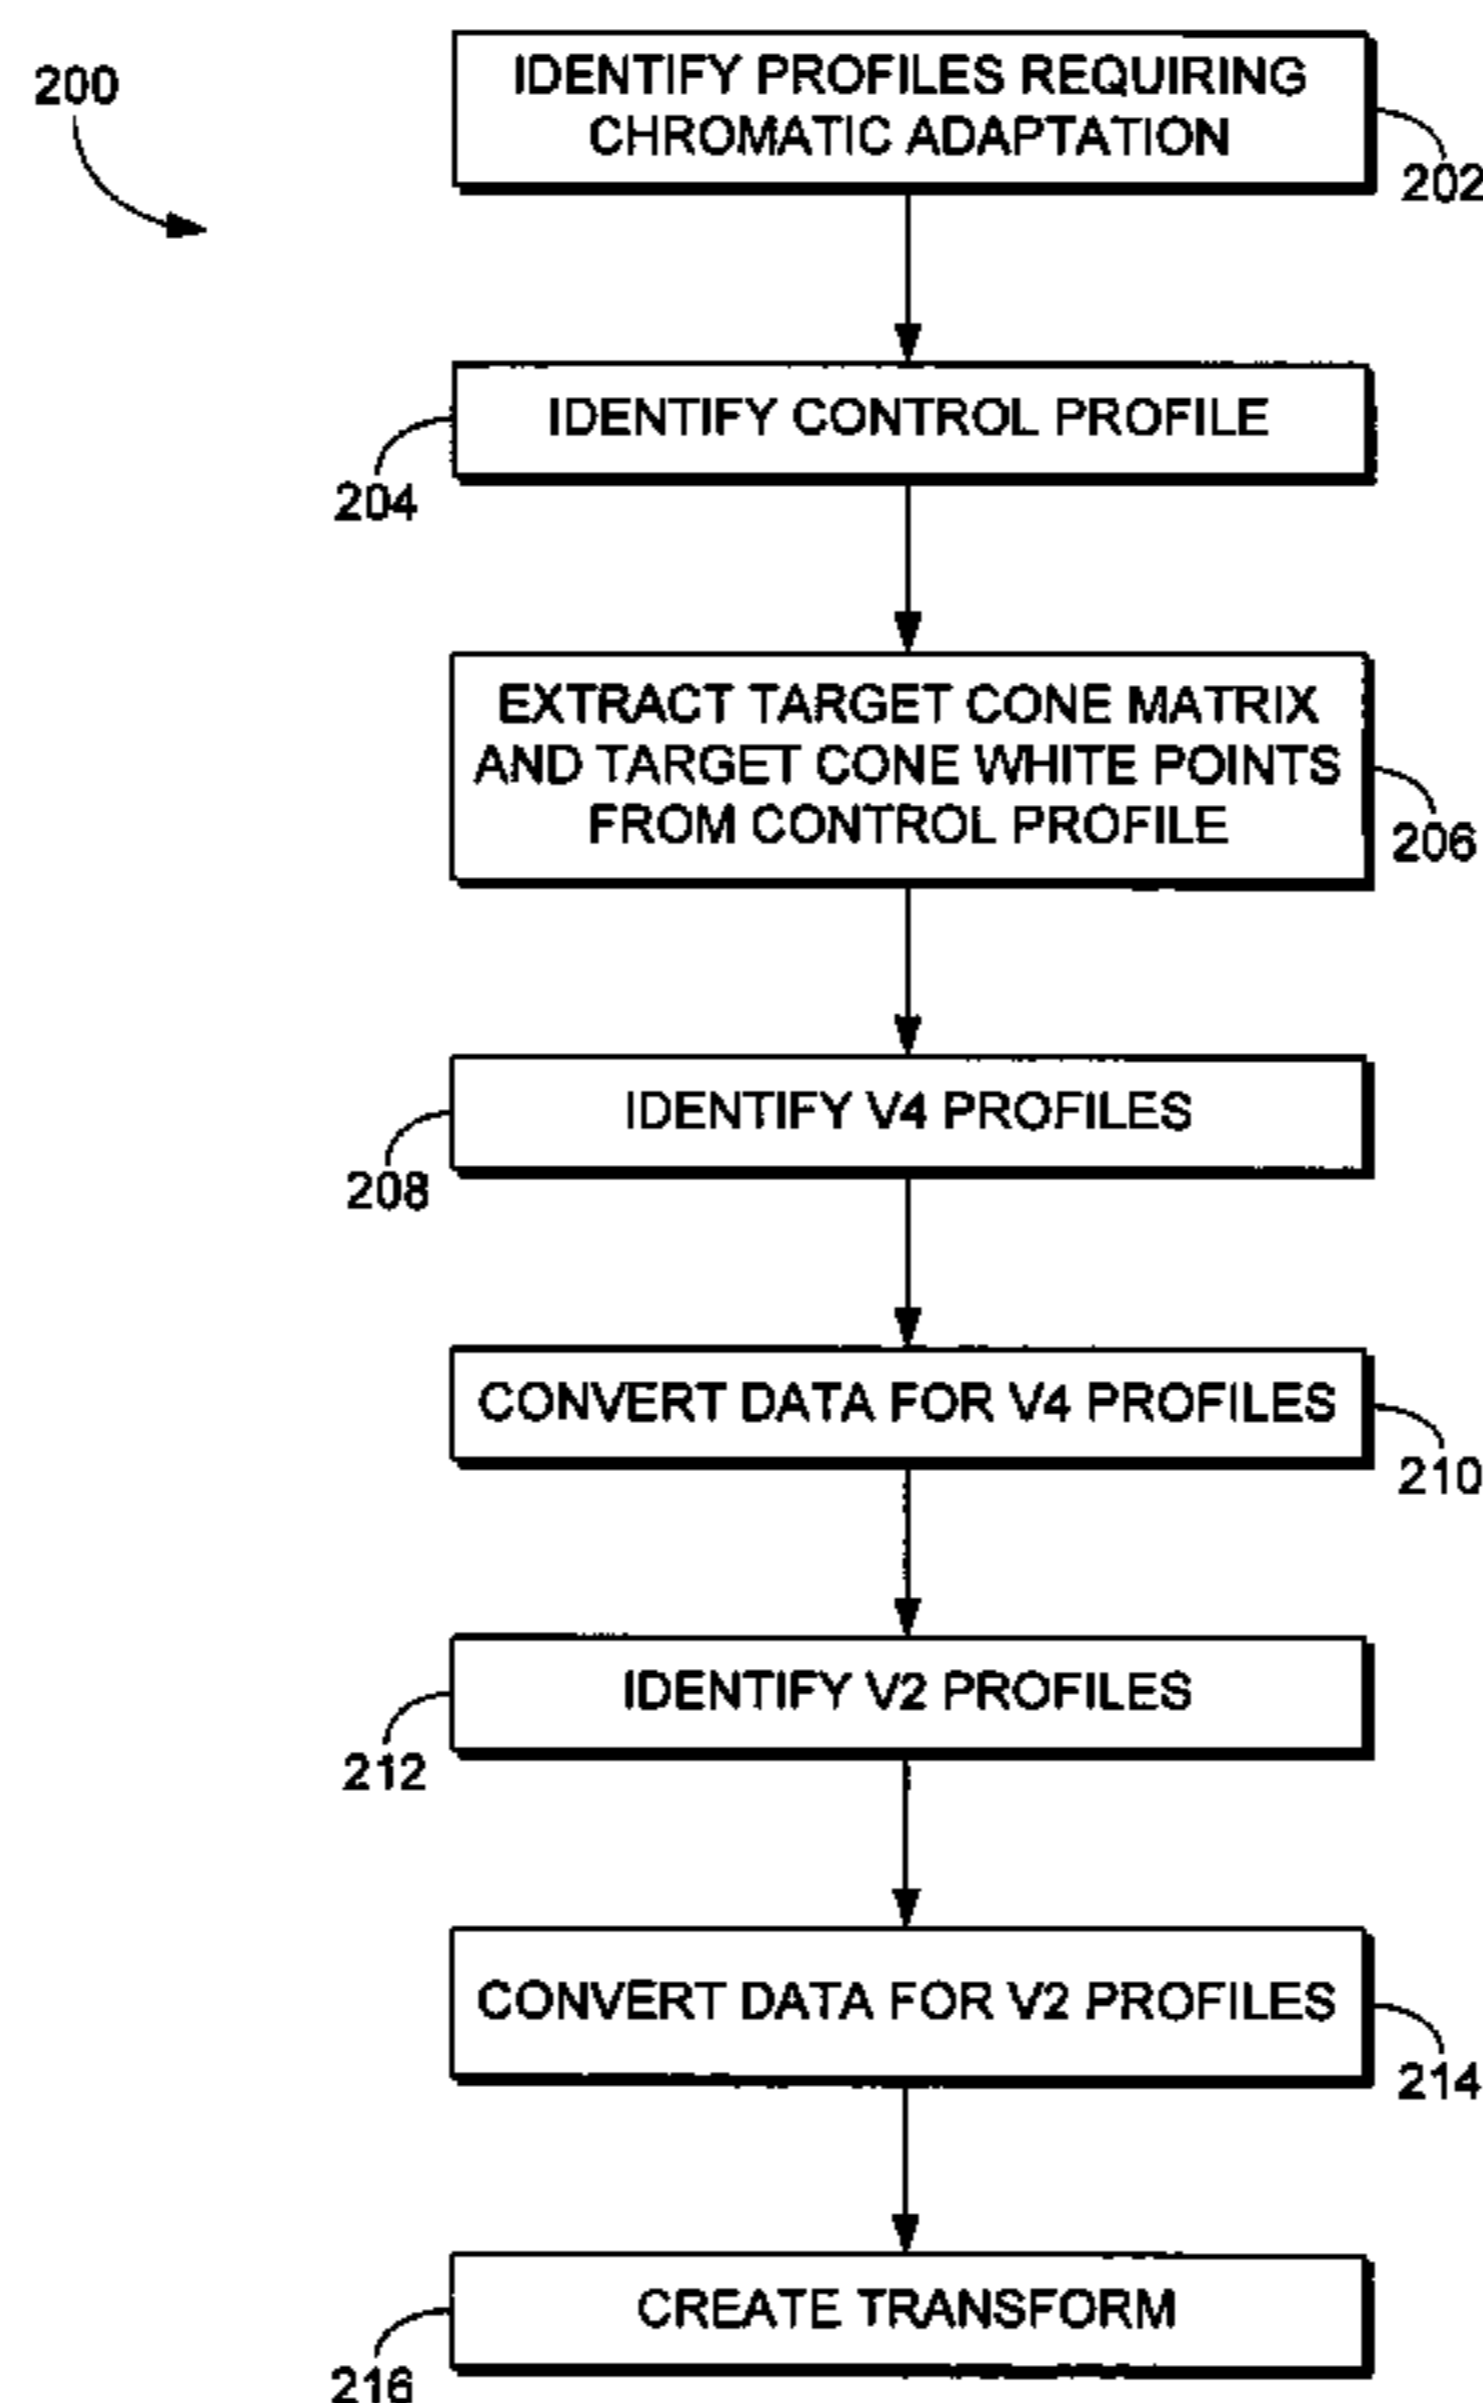 200
IDENTIFY PROFILES REQUIRING
CHROMATIC ADAPTATION
202
IDENTIFY CONTROL PROFILE
204
EXTRACT TARGET CONE MATRIX
AND TARGET CONE WHITE POINTS
FROM CONTROL PROFILE
206
IDENTIFY V4 PROFILES
208
CONVERT DATA FOR V4 PROFILES
210
IDENTIFY V2 PROFILES
212
CONVERT DATA FOR V2 PROFILES
214
CREATE TRANSFORM
216